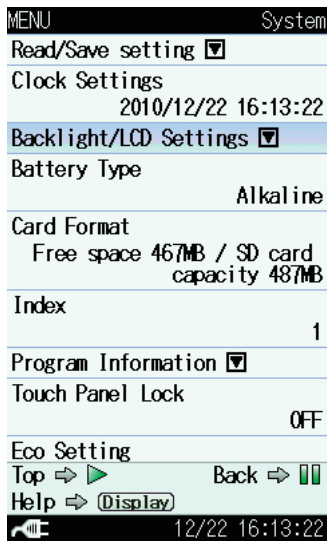 MENU System
Read/Save setting
Clock Settings
2010/12/22 16:13:22
Backlight/LCD Settings
Battery Type
Alkaline
Card Format
Free space 467MB / SD card
capacity 487MB
Index
1
Program Information
Touch Panel Lock
OFF
Eco Setting
Top ⇨ Back ⇨
Help ⇨ Display
12/22 16:13:22